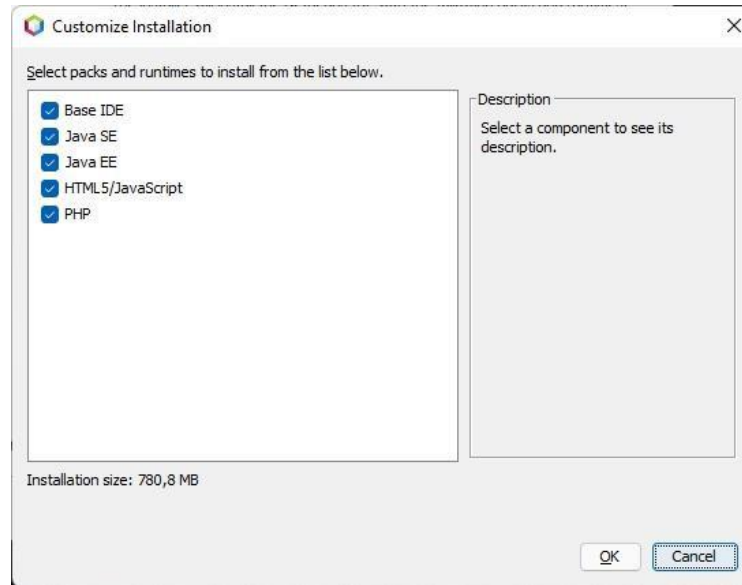 Customize Installation
Select packs and runtimes to install from the list below.
Base IDE
Java SE
Java EE
HTML5/JavaScript
PHP
Description
Select a component to see its
description.
Installation size: 780,8 MB
OK
Cancel